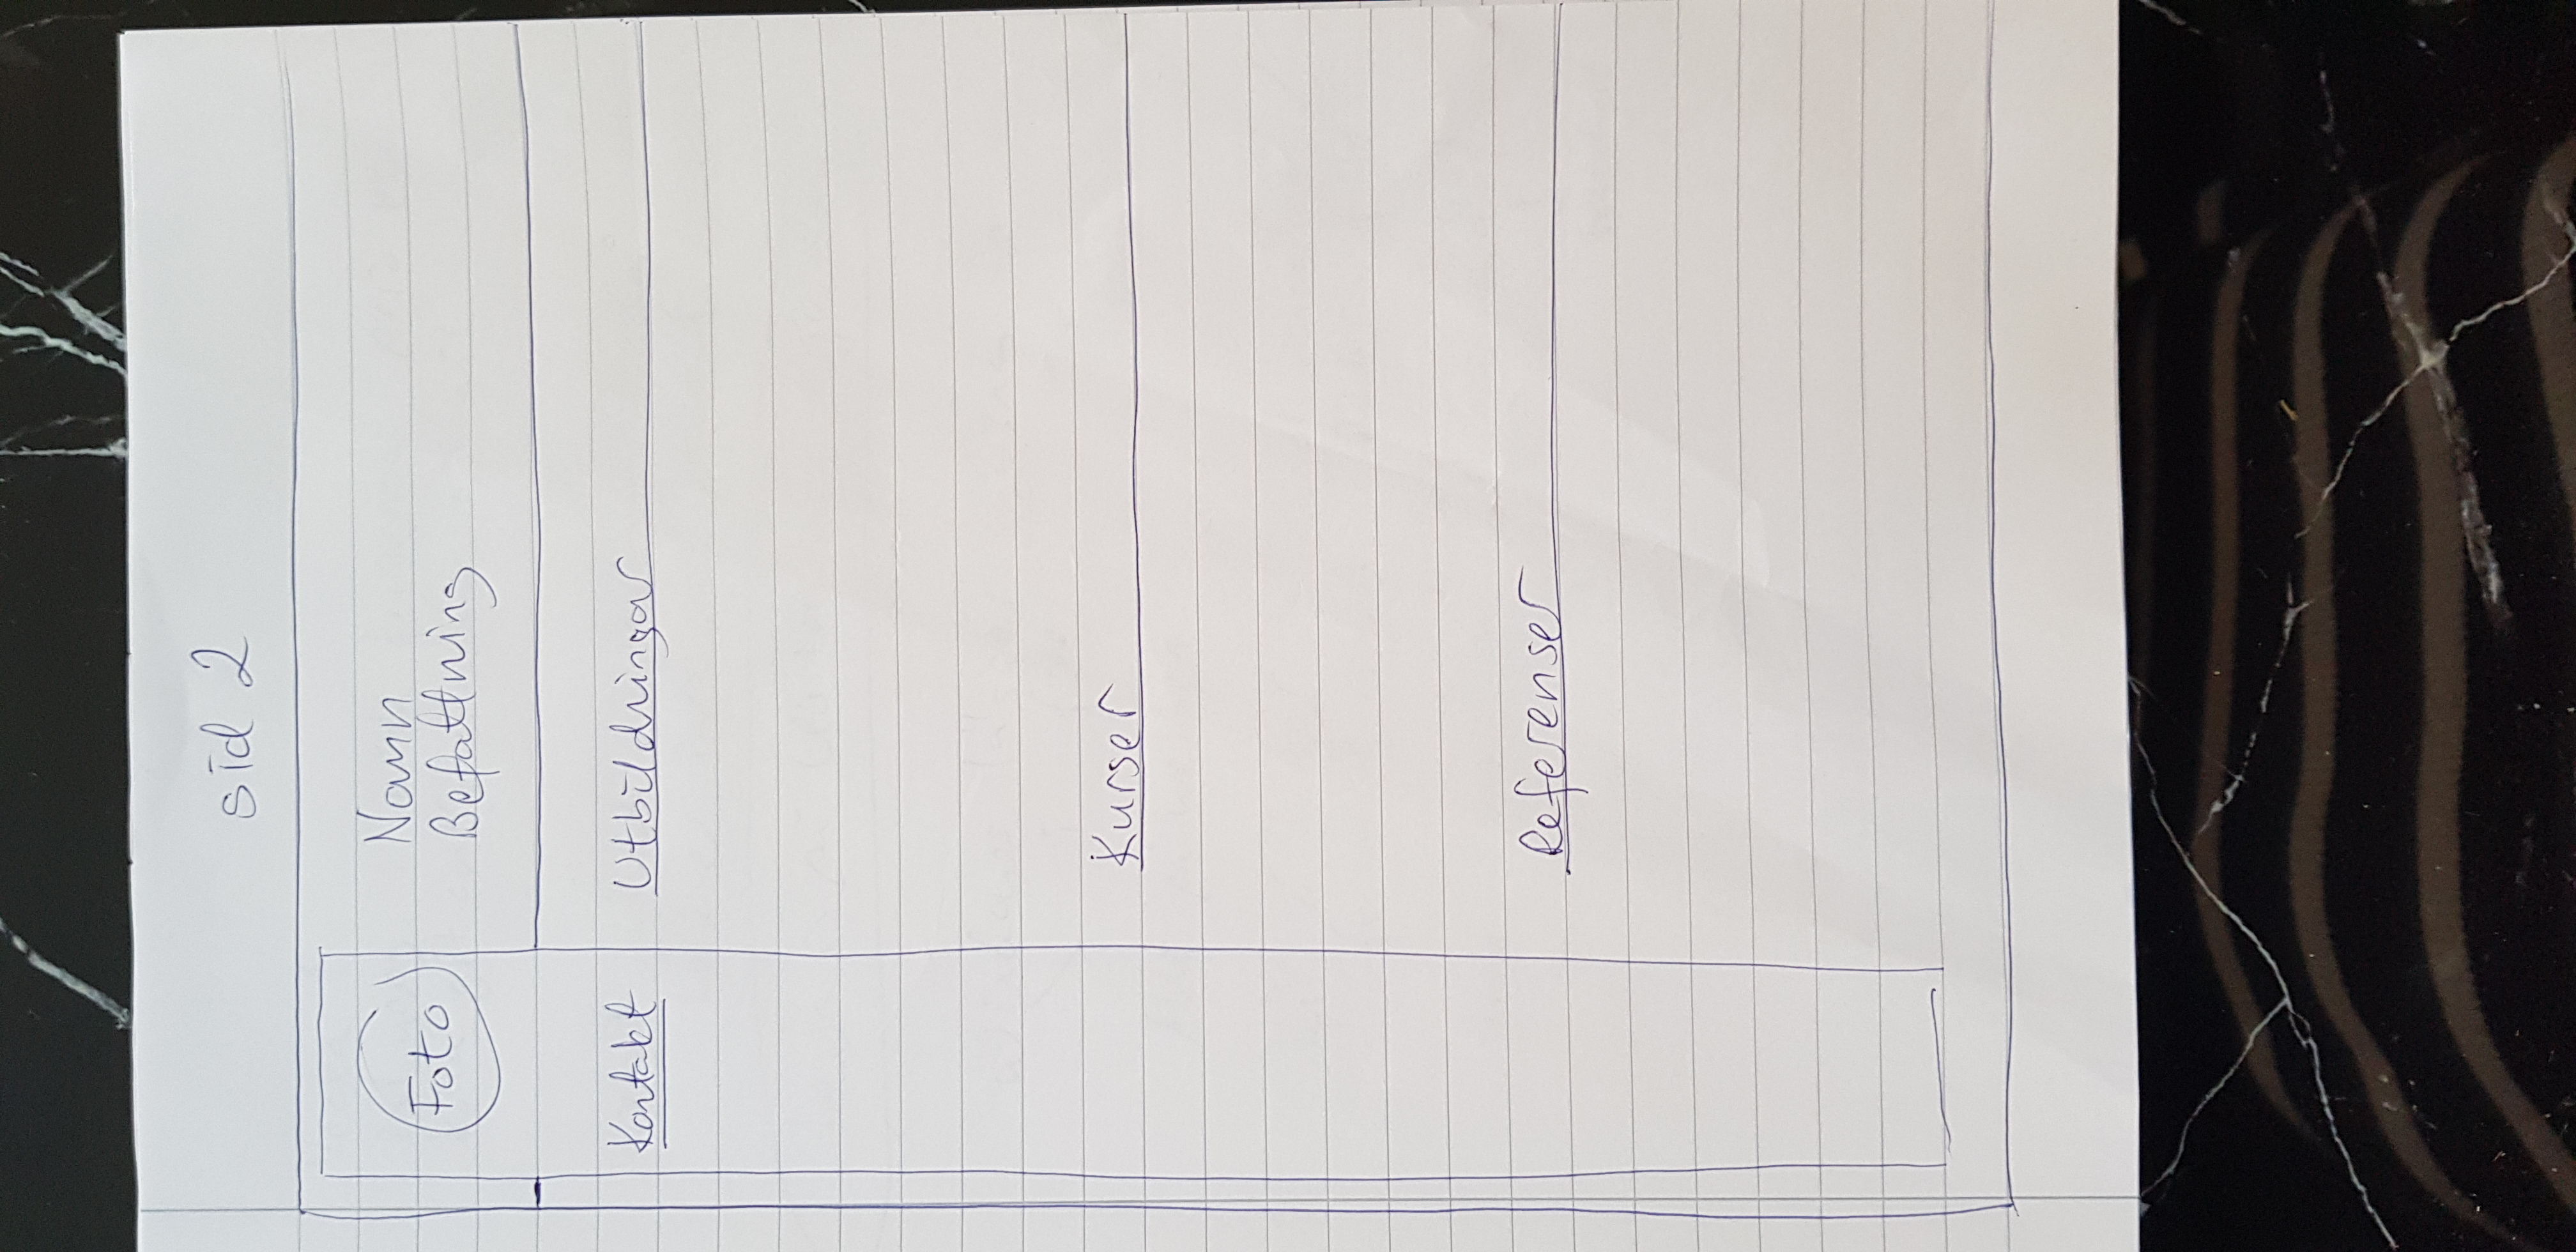 sid 2
Foto
Namn
Befattning
Kontakt
Utbildningar
Kurser
Referenser